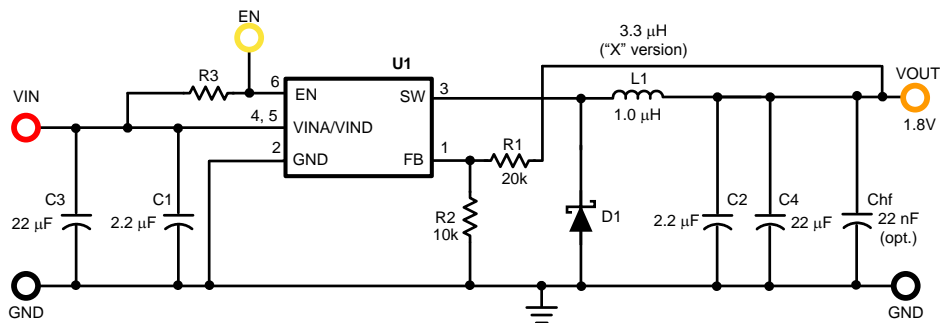 EN
3.3 µH
(“X” version)
U1
R3
L1
VOUT
VIN
6
EN
SW
3
4, 5
VINA/VIND
1.0 µH
1.8V
2
GND
FB
1
R1
20k
C3
22 µF
C1
2.2 µF
R2
10k
D1
C2
2.2 µF
C4
22 µF
Chf
22 nF
(opt.)
GND
GND